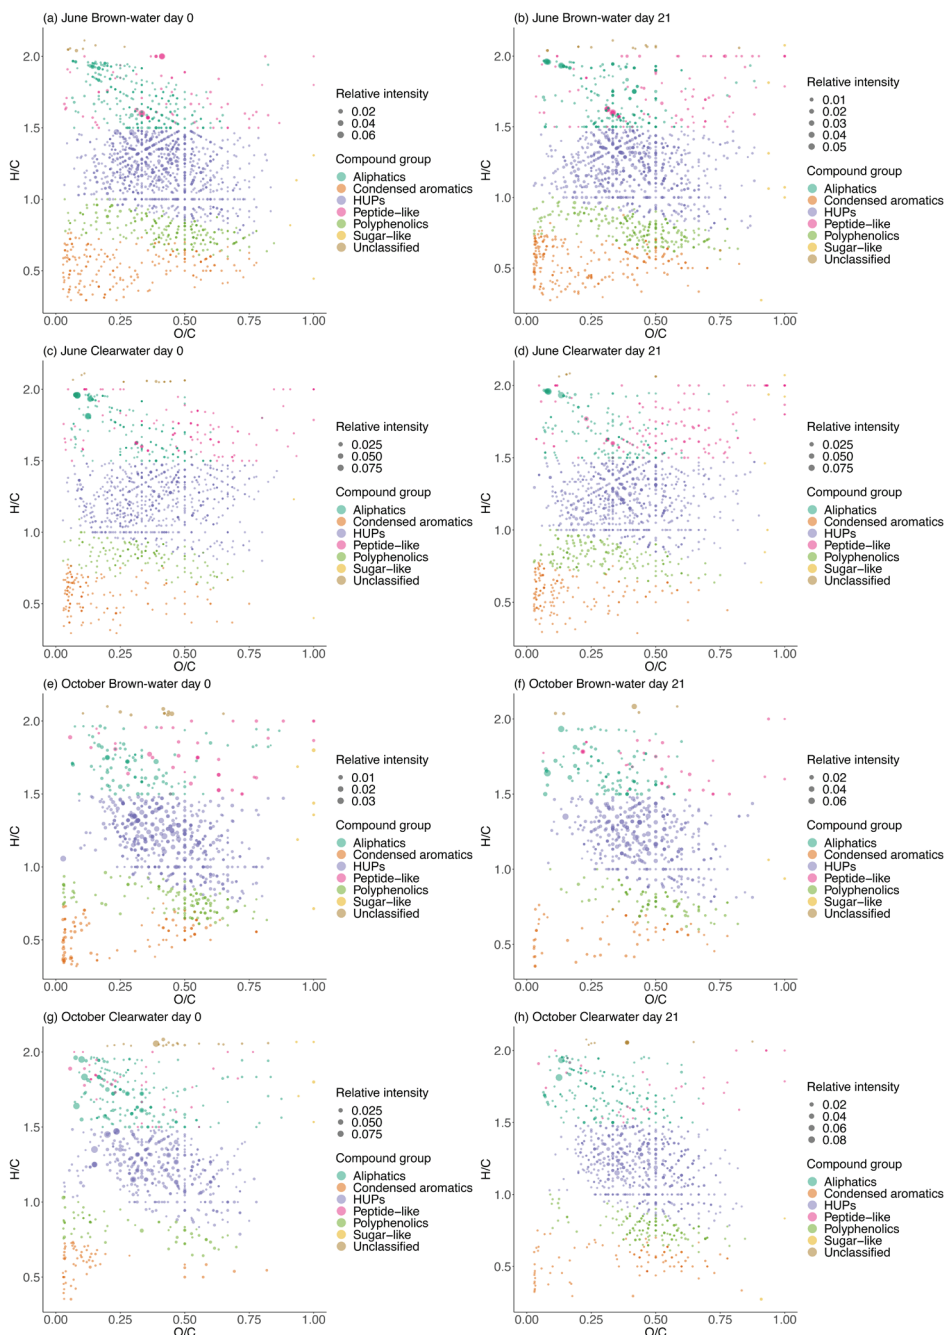 (a) June Brown-water day 0
H/C
2.0
1.5
1.0
0.5
0.00 0.25 0.50 0.75 1.00
O/C
Relative intensity
0.02
0.04
0.06
Compound group
Aliphatics
Condensed aromatics
HUPs
Peptide-like
Polyphenolics
Sugar-like
Unclassified
(b) June Brown-water day 21
H/C
2.0
1.5
1.0
0.5
0.00 0.25 0.50 0.75 1.00
O/C
Relative intensity
0.01
0.02
0.03
0.04
0.05
Compound group
Aliphatics
Condensed aromatics
HUPs
Peptide-like
Polyphenolics
Sugar-like
Unclassified
(c) June Clearwater day 0
H/C
2.0
1.5
1.0
0.5
0.00 0.25 0.50 0.75 1.00
O/C
Relative intensity
0.025
0.050
0.075
Compound group
Aliphatics
Condensed aromatics
HUPs
Peptide-like
Polyphenolics
Sugar-like
Unclassified
(d) June Clearwater day 21
H/C
2.0
1.5
1.0
0.5
0.00 0.25 0.50 0.75 1.00
O/C
Relative intensity
0.025
0.050
0.075
Compound group
Aliphatics
Condensed aromatics
HUPs
Peptide-like
Polyphenolics
Sugar-like
Unclassified
(e) October Brown-water day 0
H/C
2.0
1.5
1.0
0.5
0.00 0.25 0.50 0.75 1.00
O/C
Relative intensity
0.01
0.02
0.03
Compound group
Aliphatics
Condensed aromatics
HUPs
Peptide-like
Polyphenolics
Sugar-like
Unclassified
(f) October Brown-water day 21
H/C
2.0
1.5
1.0
0.5
0.00 0.25 0.50 0.75 1.00
O/C
Relative intensity
0.02
0.04
0.06
Compound group
Aliphatics
Condensed aromatics
HUPs
Peptide-like
Polyphenolics
Sugar-like
Unclassified
(g) October Clearwater day 0
H/C
2.0
1.5
1.0
0.5
0.00 0.25 0.50 0.75 1.00
O/C
Relative intensity
0.025
0.050
0.075
Compound group
Aliphatics
Condensed aromatics
HUPs
Peptide-like
Polyphenolics
Sugar-like
Unclassified
(h) October Clearwater day 21
H/C
2.0
1.5
1.0
0.5
0.00 0.25 0.50 0.75 1.00
O/C
Relative intensity
0.02
0.04
0.06
0.08
Compound group
Aliphatics
Condensed aromatics
HUPs
Peptide-like
Polyphenolics
Sugar-like
Unclassified